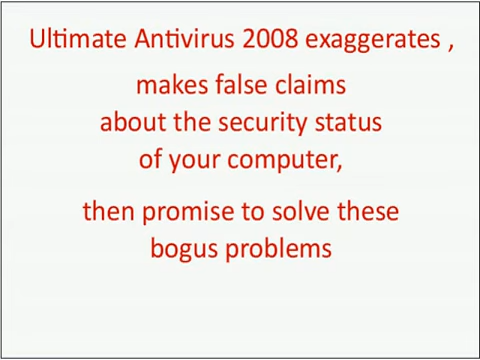 Ultimate Antivirus 2008 exaggerates ,
makes false claims
about the security status
of your computer,
then promise to solve these
bogus problems